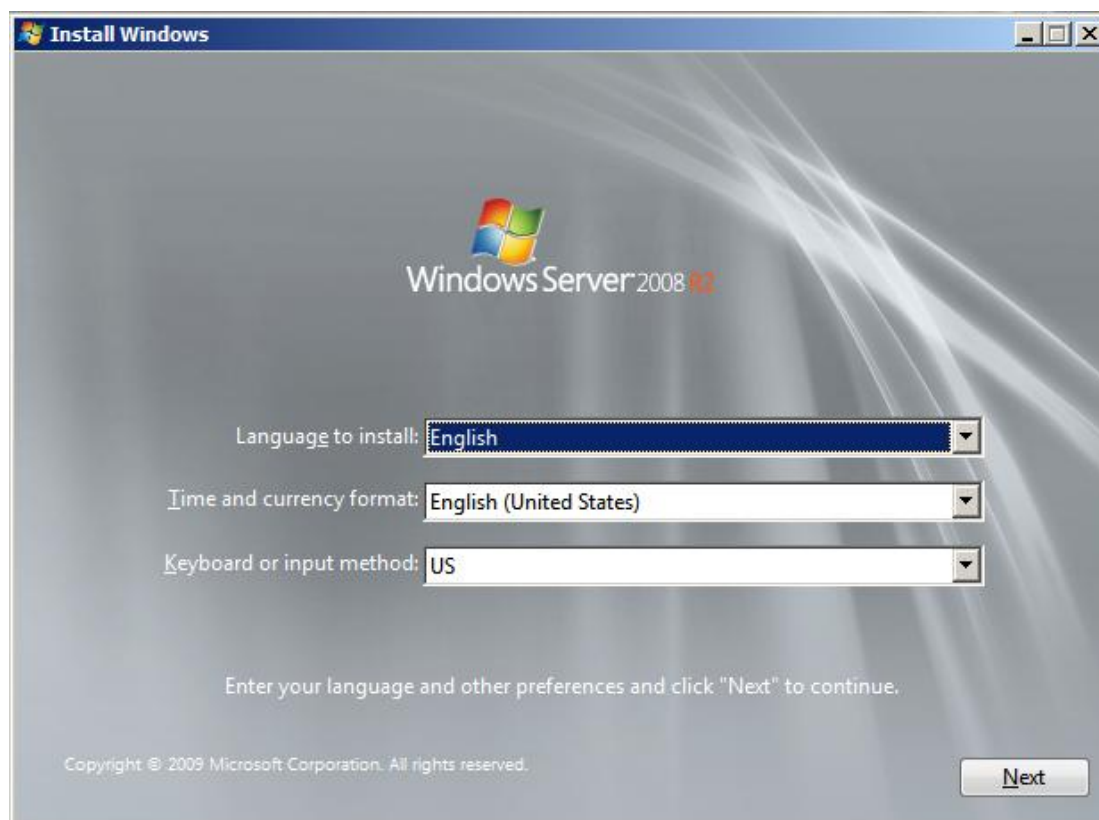 Install Windows
Windows Server 2008 R2
Language to install: English
Time and currency format: English (United States)
Keyboard or input method: US
Enter your language and other preferences and click "Next" to continue.
Copyright © 2009 Microsoft Corporation. All rights reserved.
Next